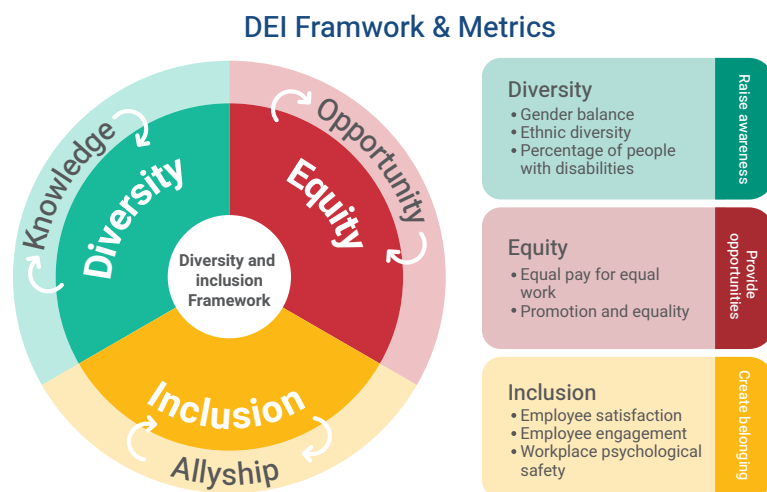 DEI Framwork & Metrics
Knowledge
Diversity
Opportunity
Equity
Diversity and
inclusion
Framework
Inclusion
Allyship
Diversity
• Gender balance
• Ethnic diversity
• Percentage of people
with disabilities
Raise awareness
Equity
• Equal pay for equal
work
• Promotion and equality
Provide
opportunities
Inclusion
• Employee satisfaction
• Employee engagement
• Workplace psychological
safety
Create belonging